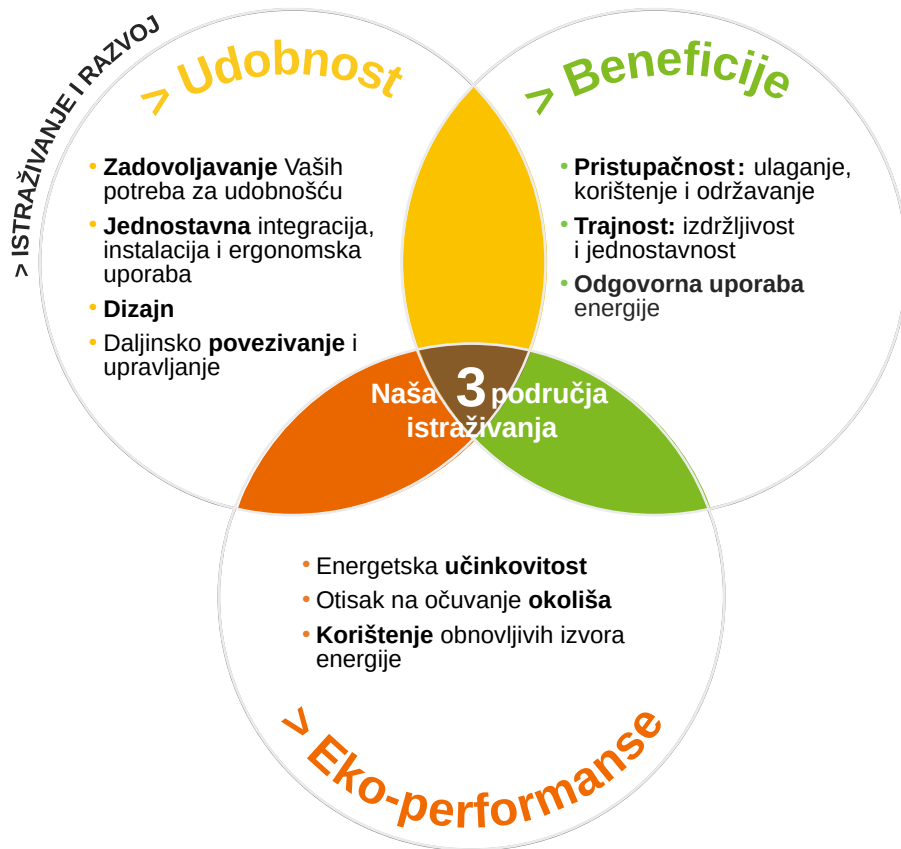 > ISTRAŽIVANJE I RAZVOJ
> Udobnost
• Zadovoljavanje Vaših
potreba za udobnošću
• Jednostavna integracija,
instalacija i ergonomska
uporaba
• Dizajn
• Daljinsko povezivanje i
upravljanje
> Beneficije
• Pristupačnost: ulaganje,
korištenje i održavanje
• Trajnost: izdržljivost
i jednostavnost
• Odgovorna uporaba
energije
Naša 3 područja
istraživanja
• Energetska učinkovitost
• Otisak na očuvanje okoliša
• Korištenje obnovljivih izvora
energije
> Eko-performanse